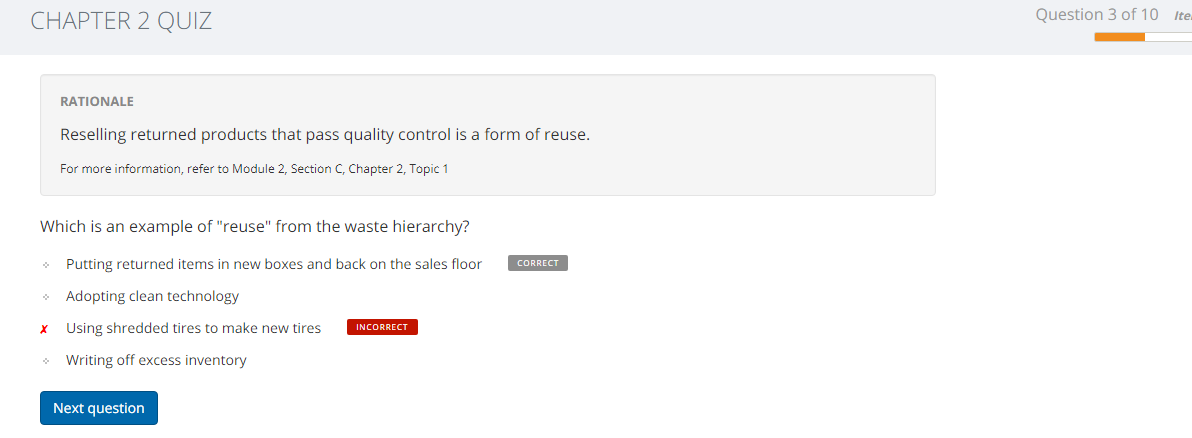 CHAPTER 2 QUIZ
Question 3 of 10
RATIONALE
Reselling returned products that pass quality control is a form of reuse.
For more information, refer to Module 2, Section C, Chapter 2, Topic 1
Which is an example of "reuse" from the waste hierarchy?
Putting returned items in new boxes and back on the sales floor CORRECT
Adopting clean technology
✗ Using shredded tires to make new tires INCORRECT
Writing off excess inventory
Next question